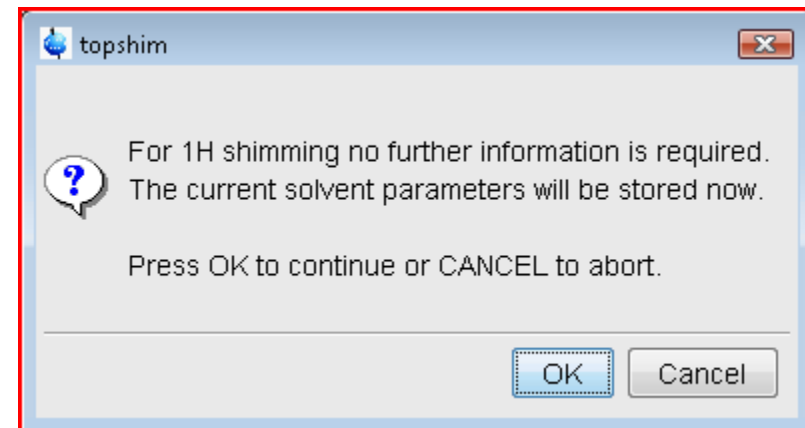 topshim
For 1H shimming no further information is required.
The current solvent parameters will be stored now.
Press OK to continue or CANCEL to abort.
OK
Cancel